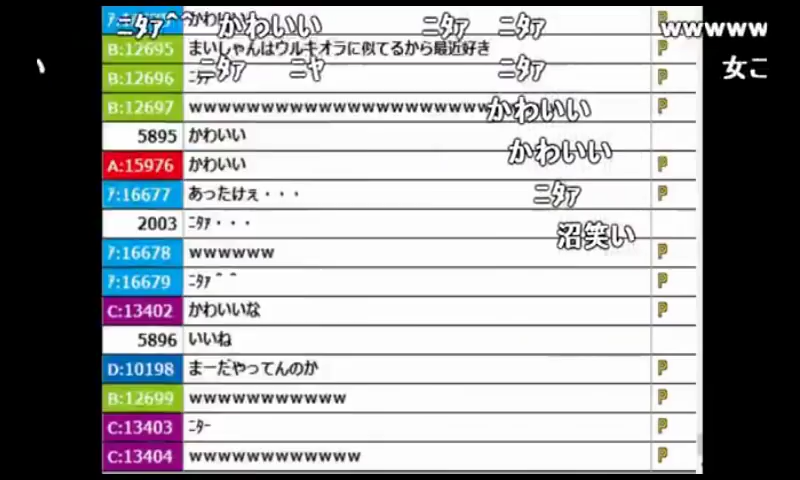 ﾆﾀｧ かわいい ﾆﾀｧ ﾆﾀｧ wwwwww
B:12695 まいしゃんはウルキオラに似てるから最近好き P
い ﾆﾀｧ ﾆﾔ ﾆﾀｧ 女こ
B:12696 ﾆﾀｧ P
B:12697 wwwwwwwwwwwwwwwwwwwwwwww P
かわいい
5895 かわいい
かわいい
A:15976 かわいい P
ｱ:16677 あったけぇ・・・ P
ﾆﾀｧ
2003 ﾆﾀｧ・・・
沼笑い
ｱ:16678 wwwwww P
ｱ:16679 ﾆﾀｧ＾＾ P
C:13402 かわいいな P
5896 いいね
D:10198 まーだやってんのか P
B:12699 wwwwwwwwwww P
C:13403 ﾆﾀｰ P
C:13404 wwwwwwwwwwww P